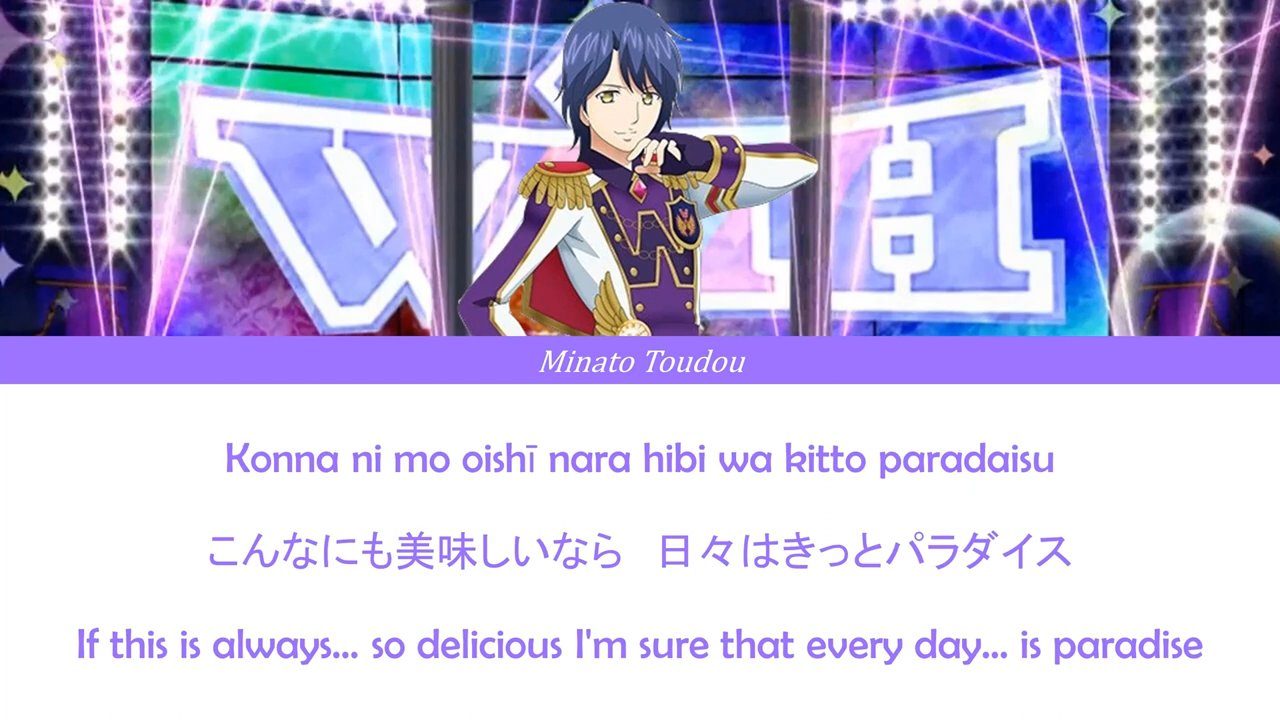 WITH
Minato Toudou
Konna ni mo oishī nara hibi wa kitto paradaisu
こんなにも美味しいなら　日々はきっとパラダイス
If this is always... so delicious I'm sure that every day... is paradise